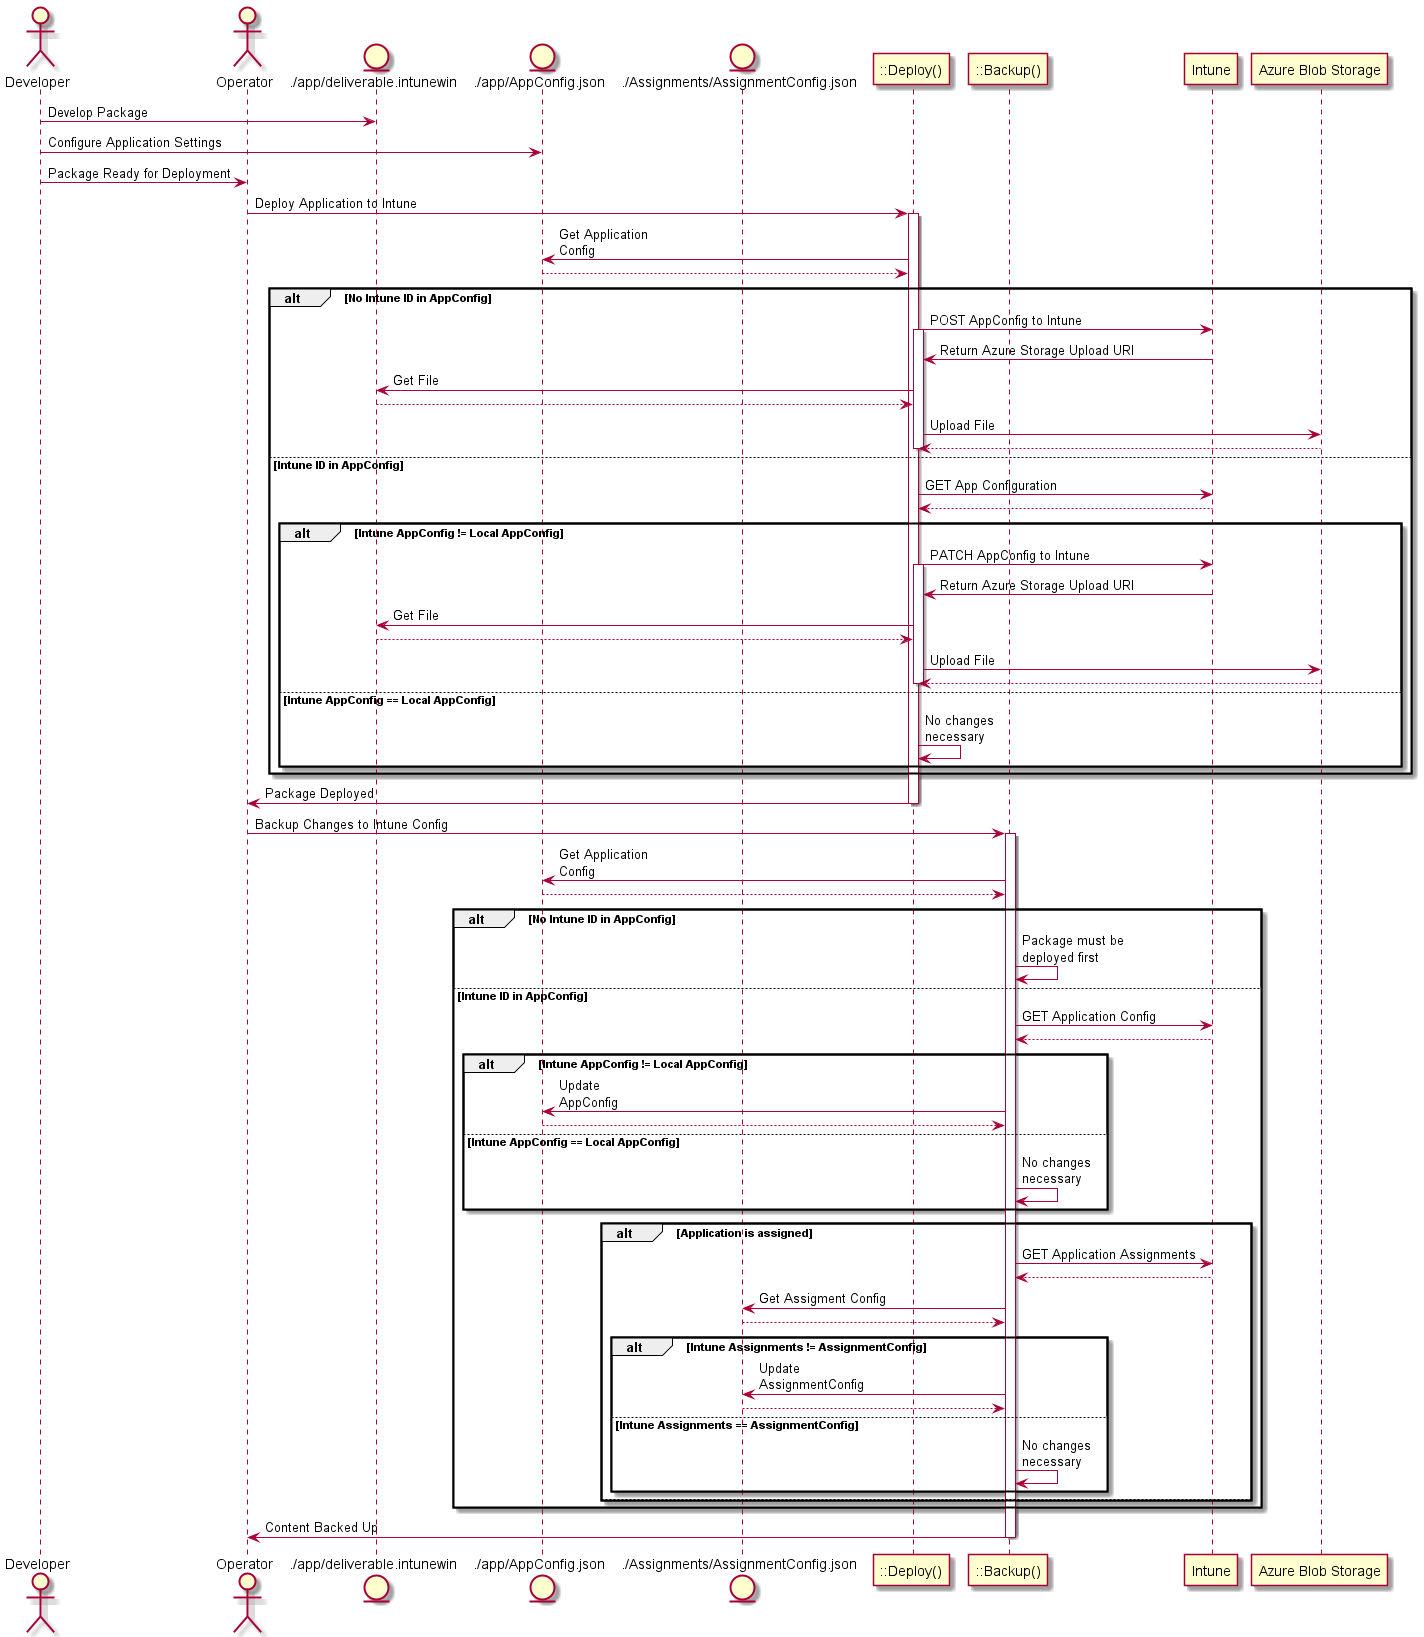 Developer
Operator
./app/deliverable.intunewin
./app/AppConfig.json
./Assignments/AssignmentConfig.json
::Deploy()
::Backup()
Intune
Azure Blob Storage
Develop Package
Configure Application Settings
Package Ready for Deployment
Deploy Application to Intune
Get Application
Config
alt
[No Intune ID in AppConfig]
POST AppConfig to Intune
Return Azure Storage Upload URI
Get File
Upload File
[Intune ID in AppConfig]
GET App Configuration
alt
[Intune AppConfig != Local AppConfig]
PATCH AppConfig to Intune
Return Azure Storage Upload URI
Get File
Upload File
[Intune AppConfig == Local AppConfig]
No changes
necessary
Package Deployed
Backup Changes to Intune Config
Get Application
Config
alt
[No Intune ID in AppConfig]
Package must be
deployed first
[Intune ID in AppConfig]
GET Application Config
alt
[Intune AppConfig != Local AppConfig]
Update
AppConfig
[Intune AppConfig == Local AppConfig]
No changes
necessary
alt
[Application is assigned]
GET Application Assignments
Get Assigment Config
alt
[Intune Assignments != AssignmentConfig]
Update
AssignmentConfig
[Intune Assignments == AssignmentConfig]
No changes
necessary
Content Backed Up
Developer
Operator
./app/deliverable.intunewin
./app/AppConfig.json
./Assignments/AssignmentConfig.json
::Deploy()
::Backup()
Intune
Azure Blob Storage